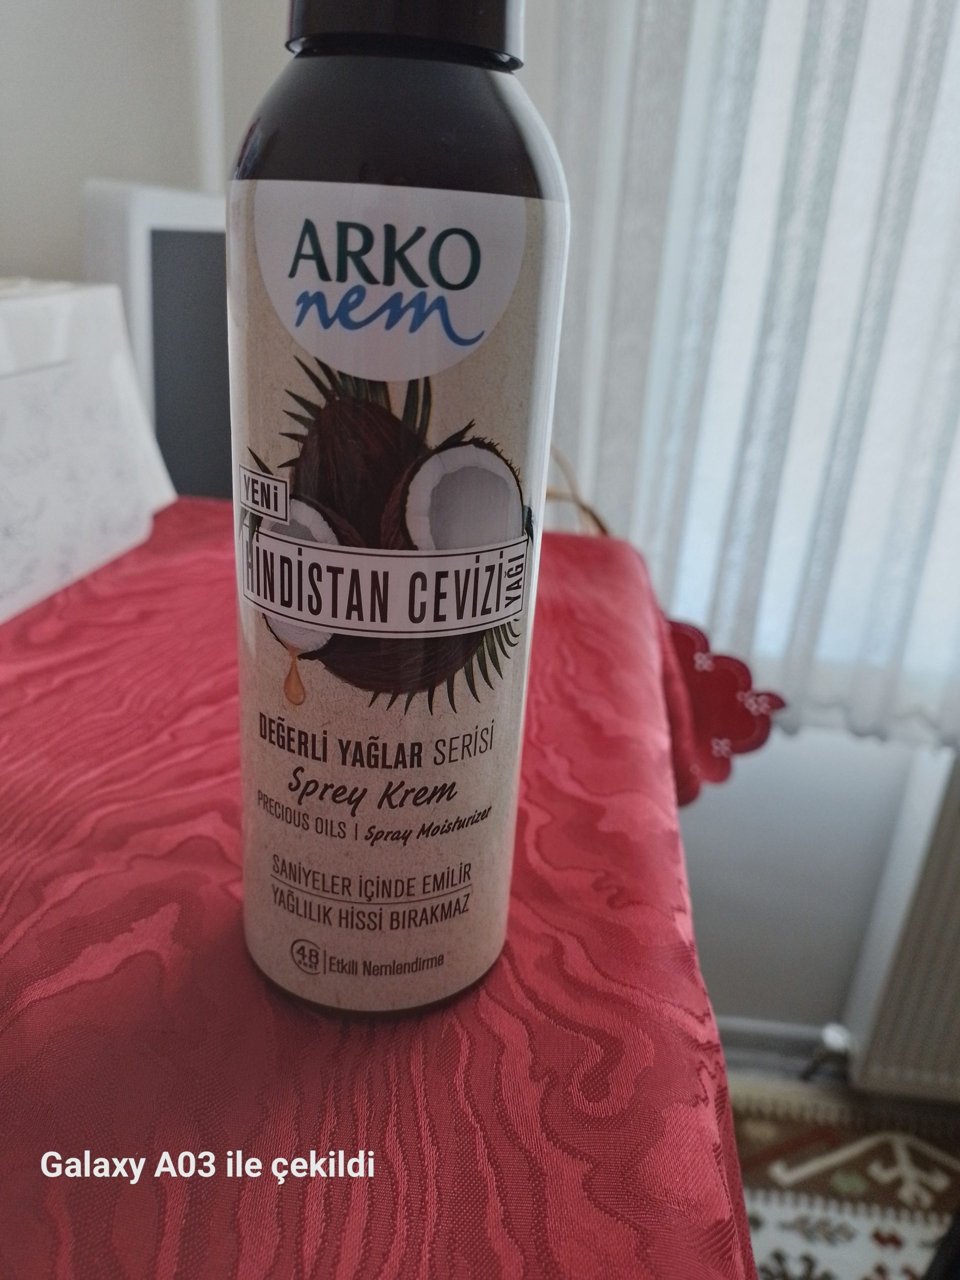 ARKO
nem
YENİ
HİNDİSTAN CEVİZİ YAĞI
DEĞERLİ YAĞLAR SERİSİ
Sprey Krem
PRECIOUS OILS | Spray Moisturizer
SANİYELER İÇİNDE EMİLİR
YAĞLILIK HİSSİ BIRAKMAZ
48 SAAT | Etkili Nemlendirme
Galaxy A03 ile çekildi